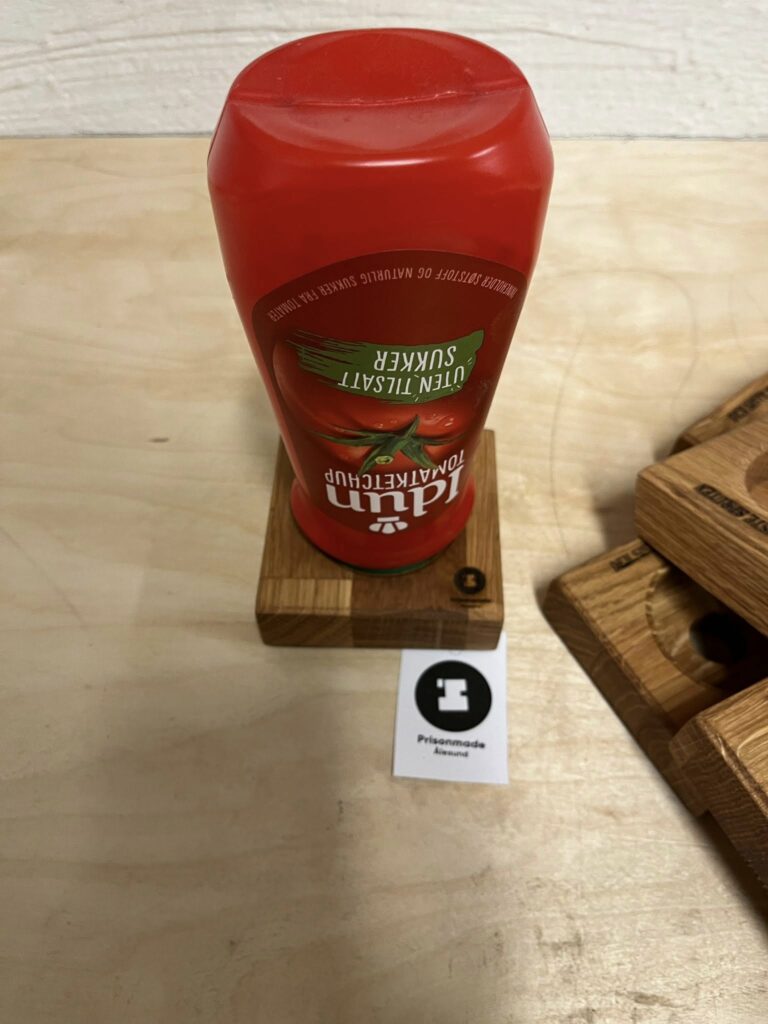 INNEHOLDER SØTSTOFF OG NATURLIG SUKKER FRA TOMATER
UTEN TILSATT
SUKKER
TOMATKETCHUP
Idun
Prisonmade
Ålesund